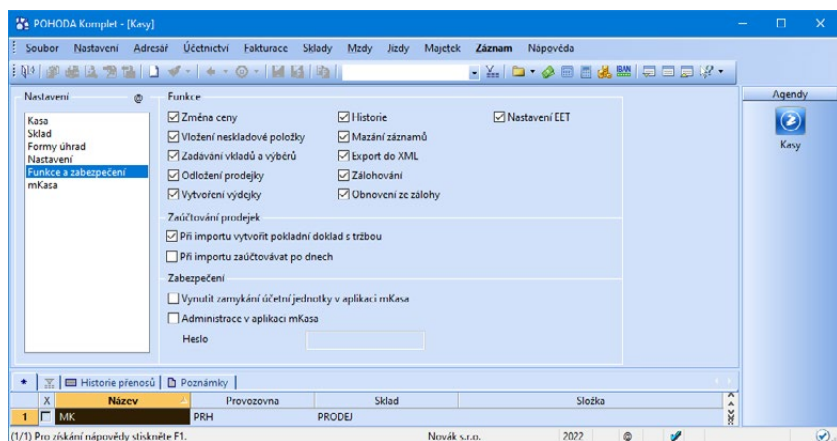 POHODA Komplet - [Kasy]
Soubor Nastavení Adresář Účetnictví Fakturace Sklady Mzdy Jízdy Majetek Záznam Nápověda
Nastavení @ Funkce Agendy
Kasa Změna ceny Historie Nastavení EET
Sklad Vložení neskladové položky Mazání záznamů Kasy
Formy úhrad Zadávání vkladů a výběrů Export do XML
Nastavení
Funkce a zabezpečení Odložení prodejky Zálohování
mKasa Vytvoření výdejky Obnovení ze zálohy
Zaúčtování prodejek
Při importu vytvořit pokladní doklad s tržbou
Při importu zaúčtovávat po dnech
Zabezpečení
Vynutit zamykání účetní jednotky v aplikaci mKasa
Administrace v aplikaci mKasa
Heslo
* Historie přenosů Poznámky
X Název Provozovna Sklad Složka
1 MK PRH PRODEJ
(1/1) Pro získání nápovědy stiskněte F1. Novák s.r.o. 2022 @